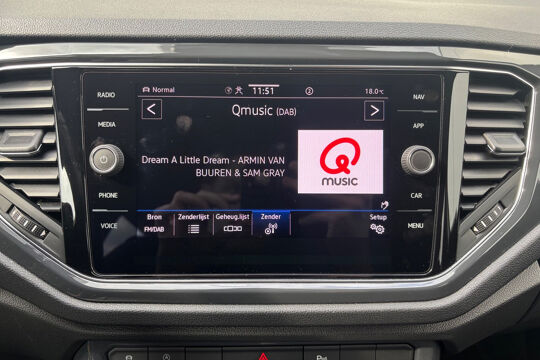 Normal 11:51 2 18.0°C
RADIO NAV
Qmusic (DAB)
MEDIA APP
Dream A Little Dream - ARMIN VAN
BUUREN & SAM GRAY
Q
MUSIC
PHONE CAR
Bron Zenderlijst Geheug.lijst Zender Setup
FM/DAB
VOICE MENU
P